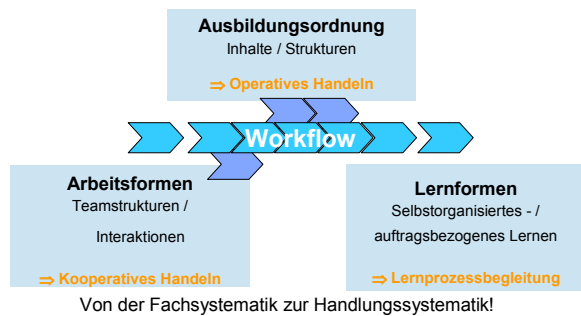 Ausbildungsordnung
Inhalte / Strukturen
⇒ Operatives Handeln
Workflow
Arbeitsformen
Teamstrukturen /
Interaktionen
⇒ Kooperatives Handeln
Lernformen
Selbstorganisiertes - /
auftragsbezogenes Lernen
⇒ Lernprozessbegleitung
Von der Fachsystematik zur Handlungssystematik!